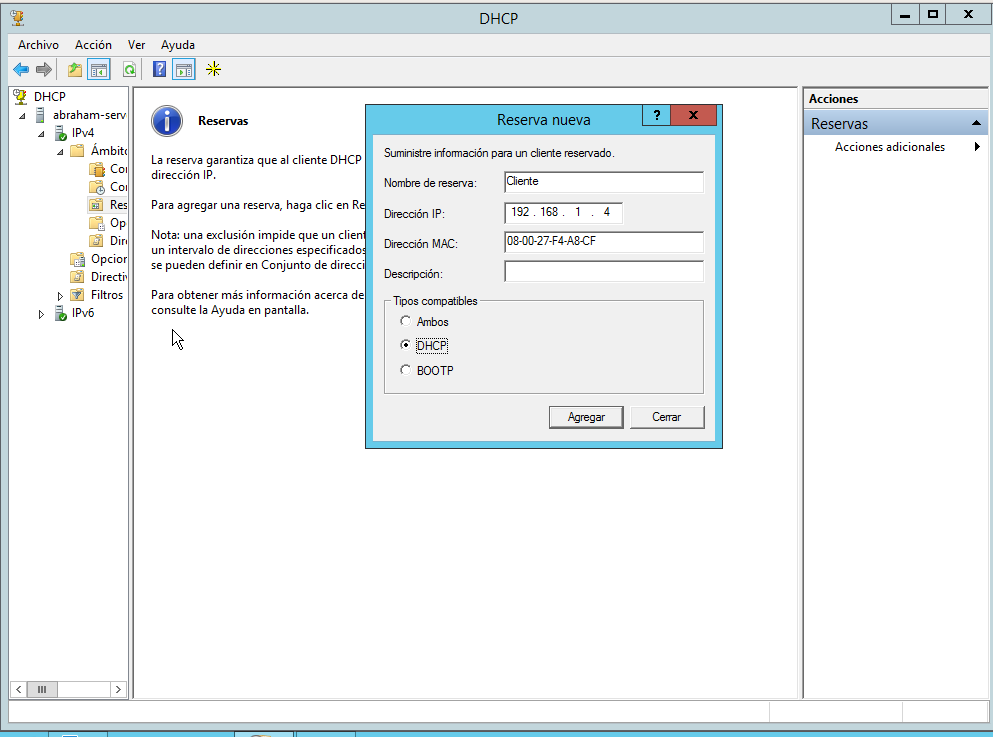 DHCP
Archivo Acción Ver Ayuda
DHCP
abraham-serv
IPv4
Ámbito
Co
Co
Res
Op
Dir
Opcior
Directiv
Filtros
IPv6
Reservas
La reserva garantiza que al cliente DHCP
dirección IP.
Para agregar una reserva, haga clic en Re
Nota: una exclusión impide que un client
un intervalo de direcciones especificados
se pueden definir en Conjunto de direcci
Para obtener más información acerca de
consulte la Ayuda en pantalla.
Reserva nueva
Suministre información para un cliente reservado.
Nombre de reserva: Cliente
Dirección IP: 192 . 168 . 1 . 4
Dirección MAC: 08-00-27-F4-A8-CF
Descripción:
Tipos compatibles
Ambos
DHCP
BOOTP
Agregar Cerrar
Acciones
Reservas
Acciones adicionales